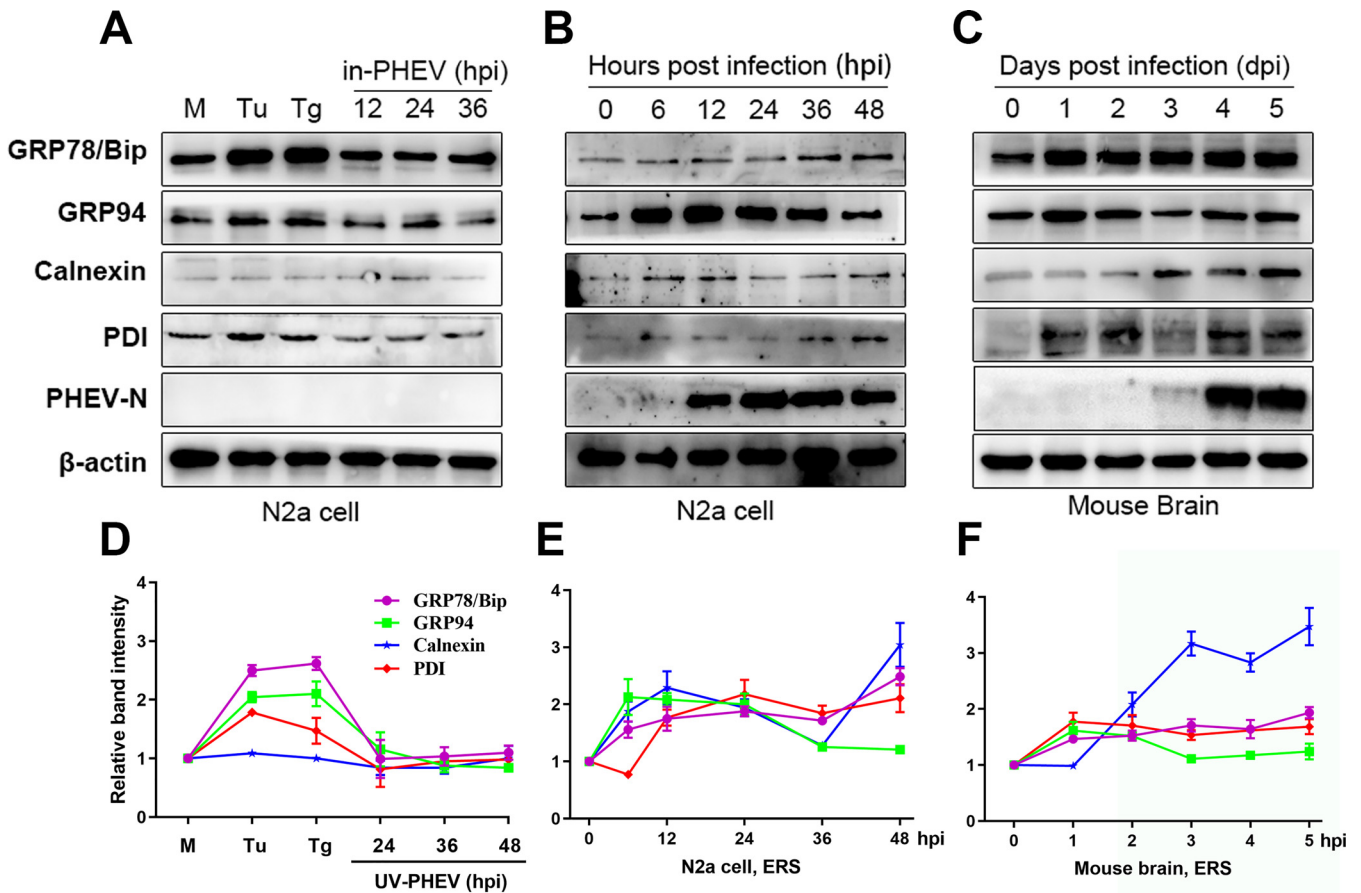 A
in-PHEV (hpi)
M Tu Tg 12 24 36
GRP78/Bip
GRP94
Calnexin
PDI
PHEV-N
β-actin
N2a cell
B
Hours post infection (hpi)
0 6 12 24 36 48
N2a cell
C
Days post infection (dpi)
0 1 2 3 4 5
Mouse Brain
D
Relative band intensity
4
3
2
1
0
GRP78/Bip
GRP94
Calnexin
PDI
M Tu Tg 24 36 48
UV-PHEV (hpi)
E
4
3
2
1
0
0 6 12 24 36 48 hpi
N2a cell, ERS
F
4
3
2
1
0
0 1 2 3 4 5 hpi
Mouse brain, ERS